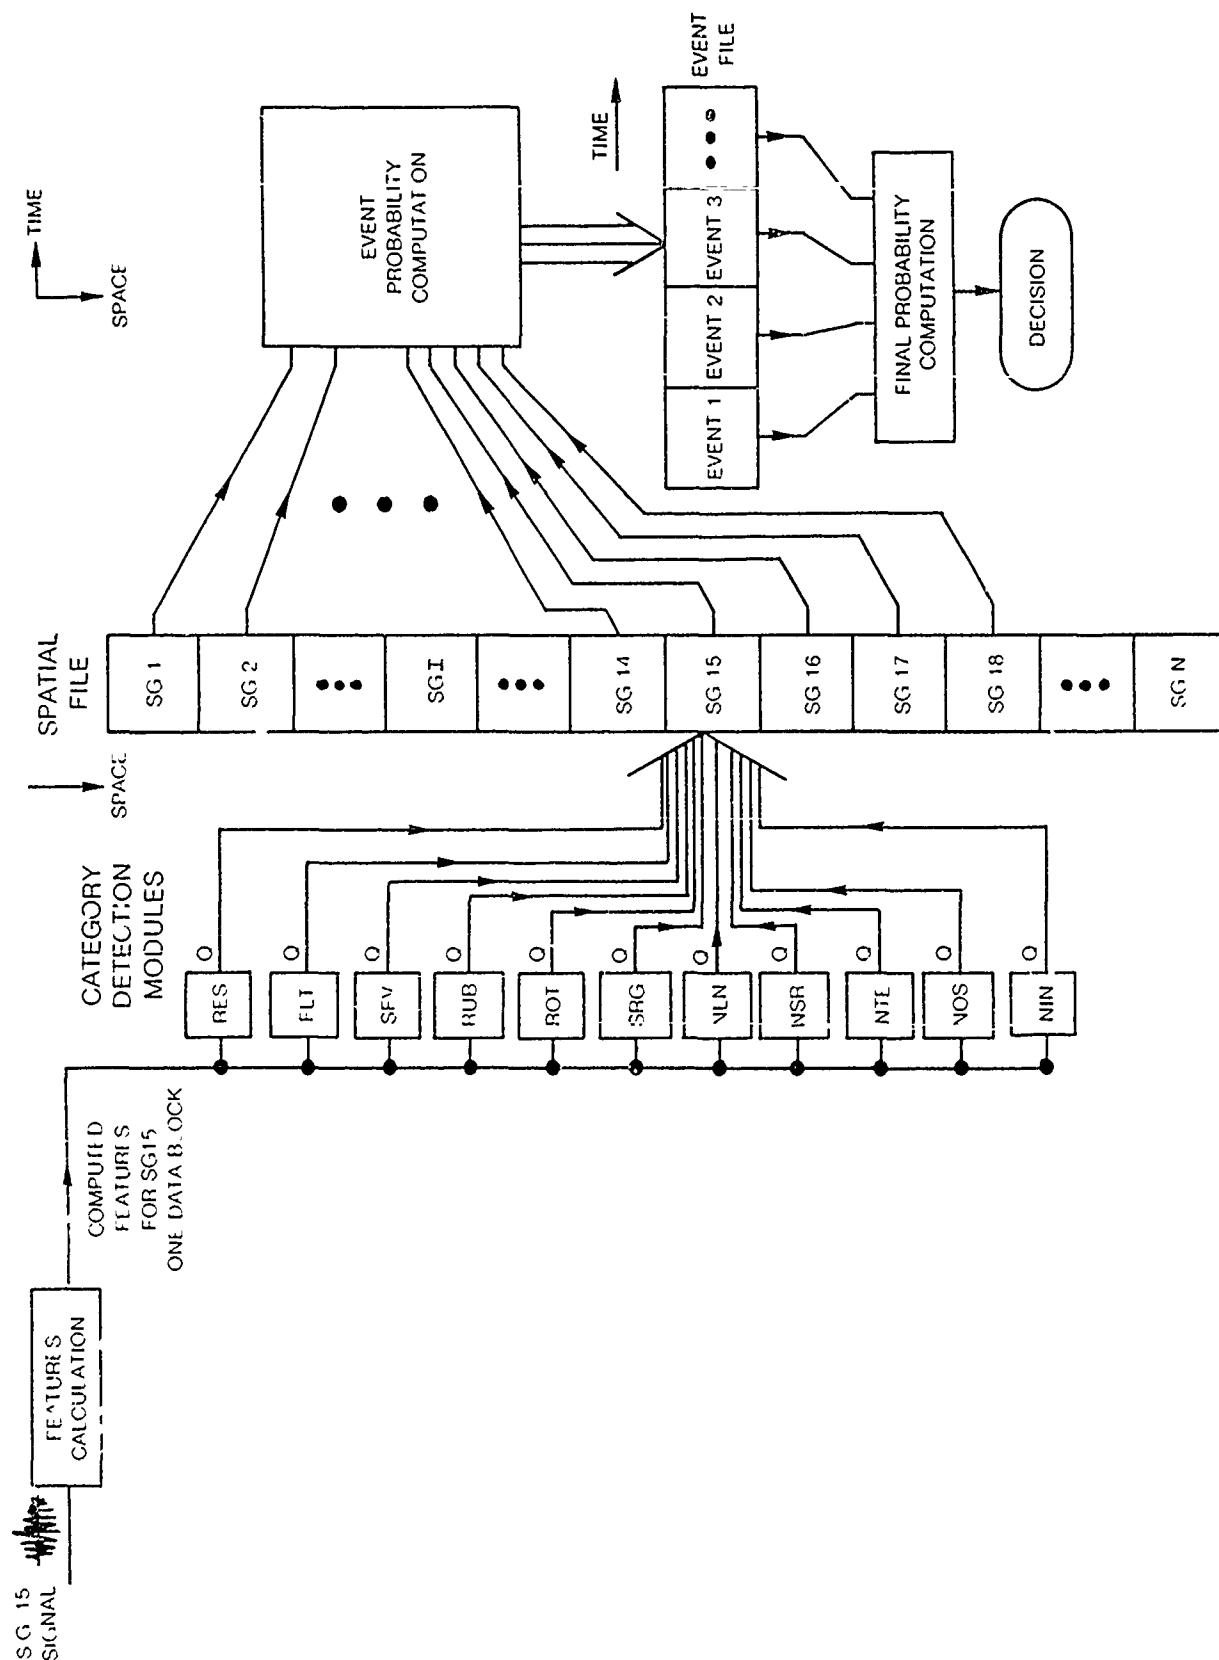 SG 15
SIGNAL
FEATURES
CALCULATION
COMPUTED
FEATURES
FOR SG15
ONE DATA BLOCK
CATEGORY
DETECTION
MODULES
RES
Q
FLT
Q
SFV
Q
RUB
Q
ROT
Q
SRG
Q
NLN
Q
NSR
Q
NTE
Q
NOS
Q
NIN
Q
SPACE
SPATIAL
FILE
SG 1
SG 2
•••
SG I
•••
SG 14
SG 15
SG 16
SG 17
SG 18
•••
SG N
•••
SPACE
TIME
EVENT
PROBABILITY
COMPUTATION
TIME
EVENT
FILE
EVENT 1
EVENT 2
EVENT 3
•••
FINAL PROBABILITY
COMPUTATION
DECISION